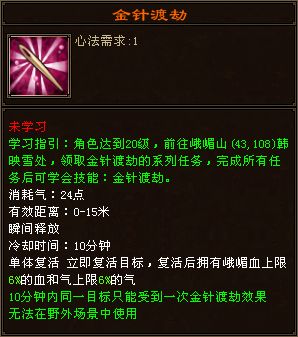 金针渡劫
心法需求:1
未学习
学习指引：角色达到20级，前往峨嵋山(43,108)韩
映雪处，领取金针渡劫的系列任务，完成所有任
务后可学会技能：金针渡劫。
消耗气：24点
有效距离：0-15米
瞬间释放
冷却时间：10分钟
单体复活 立即复活目标，复活后拥有峨嵋血上限
6%的血和气上限6%的气
10分钟内同一目标只能受到一次金针渡劫效果
无法在野外场景中使用